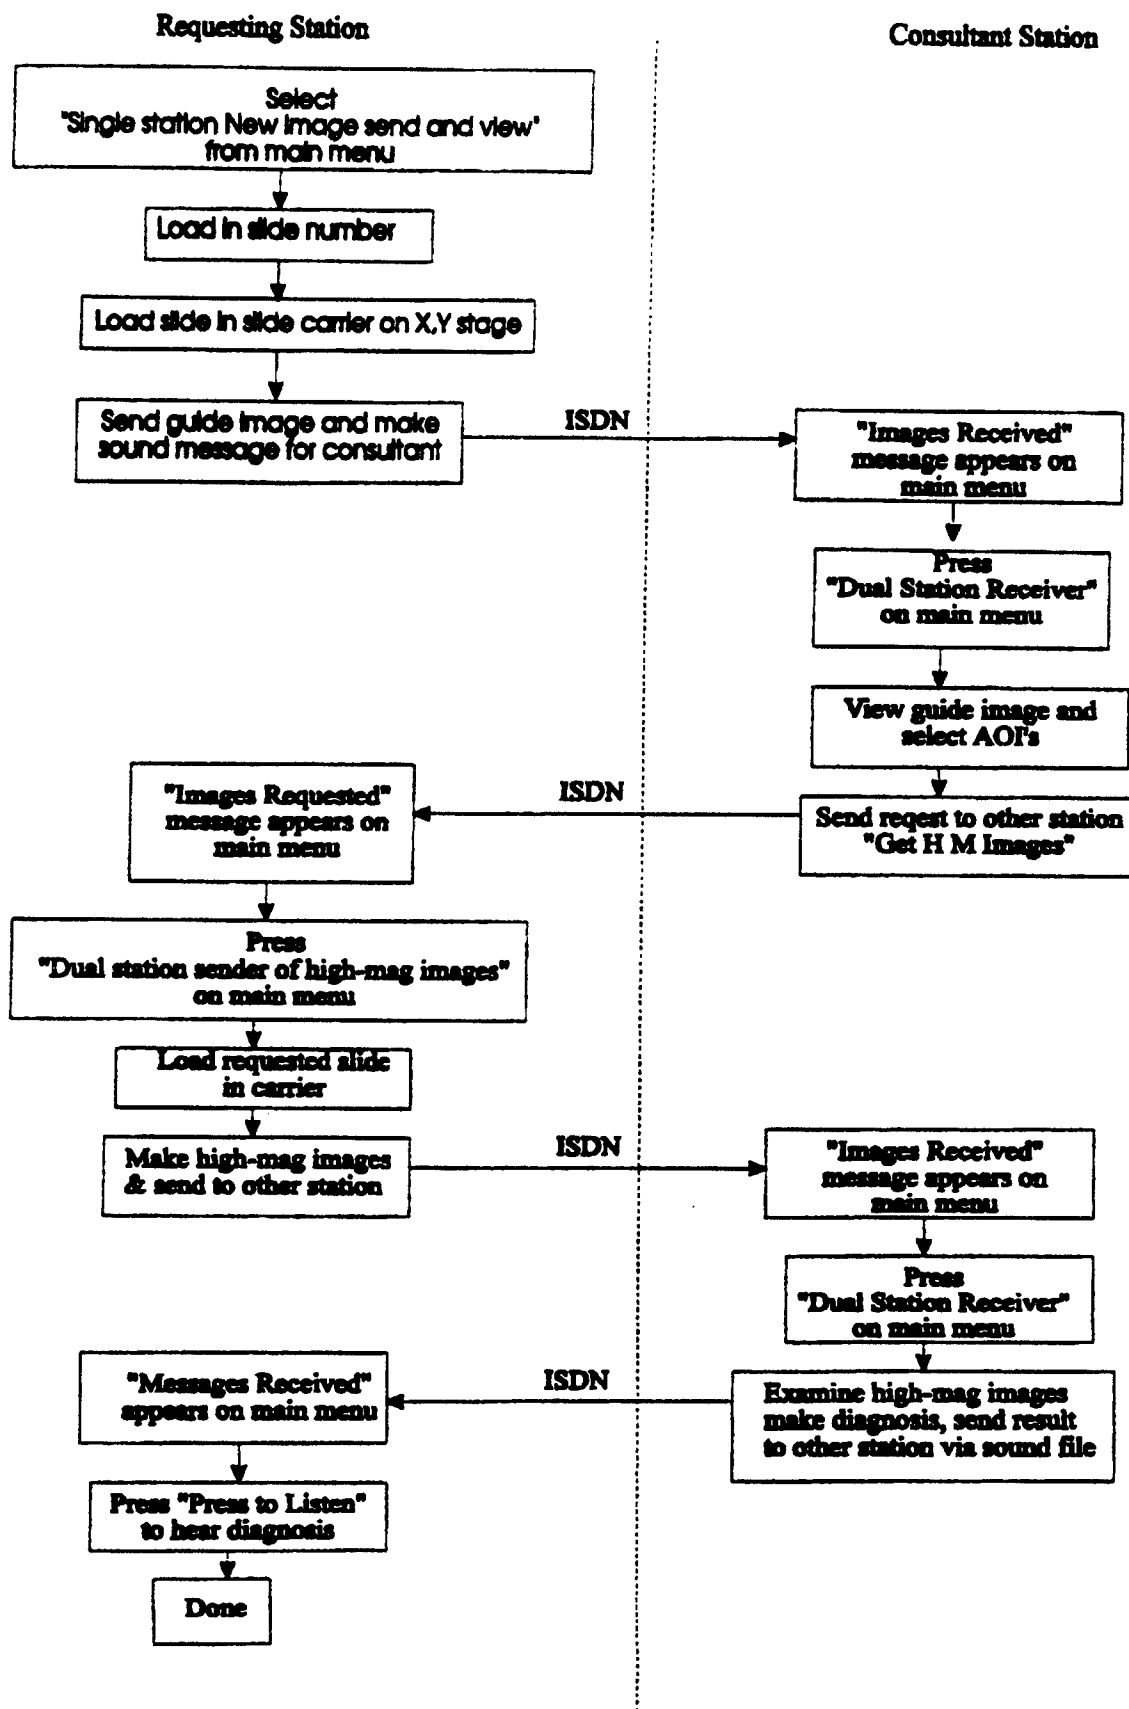 Requesting Station
Consultant Station
Select
"Single station New image send and view"
from main menu
Load in slide number
Load slide in slide carrier on X,Y stage
Send guide image and make
sound message for consultant
ISDN
"Images Received"
message appears on
main menu
Press
"Dual Station Receiver"
on main menu
View guide image and
select AOI's
Send reqest to other station
"Get H M Images"
ISDN
"Images Requested"
message appears on
main menu
Press
"Dual station sender of high-mag images"
on main menu
Load requested slide
in carrier
Make high-mag images
& send to other station
ISDN
"Images Received"
message appears on
main menu
Press
"Dual Station Receiver"
on main menu
Examine high-mag images
make diagnosis, send result
to other station via sound file
ISDN
"Messages Received"
appears on main menu
Press "Press to Listen"
to hear diagnosis
Done